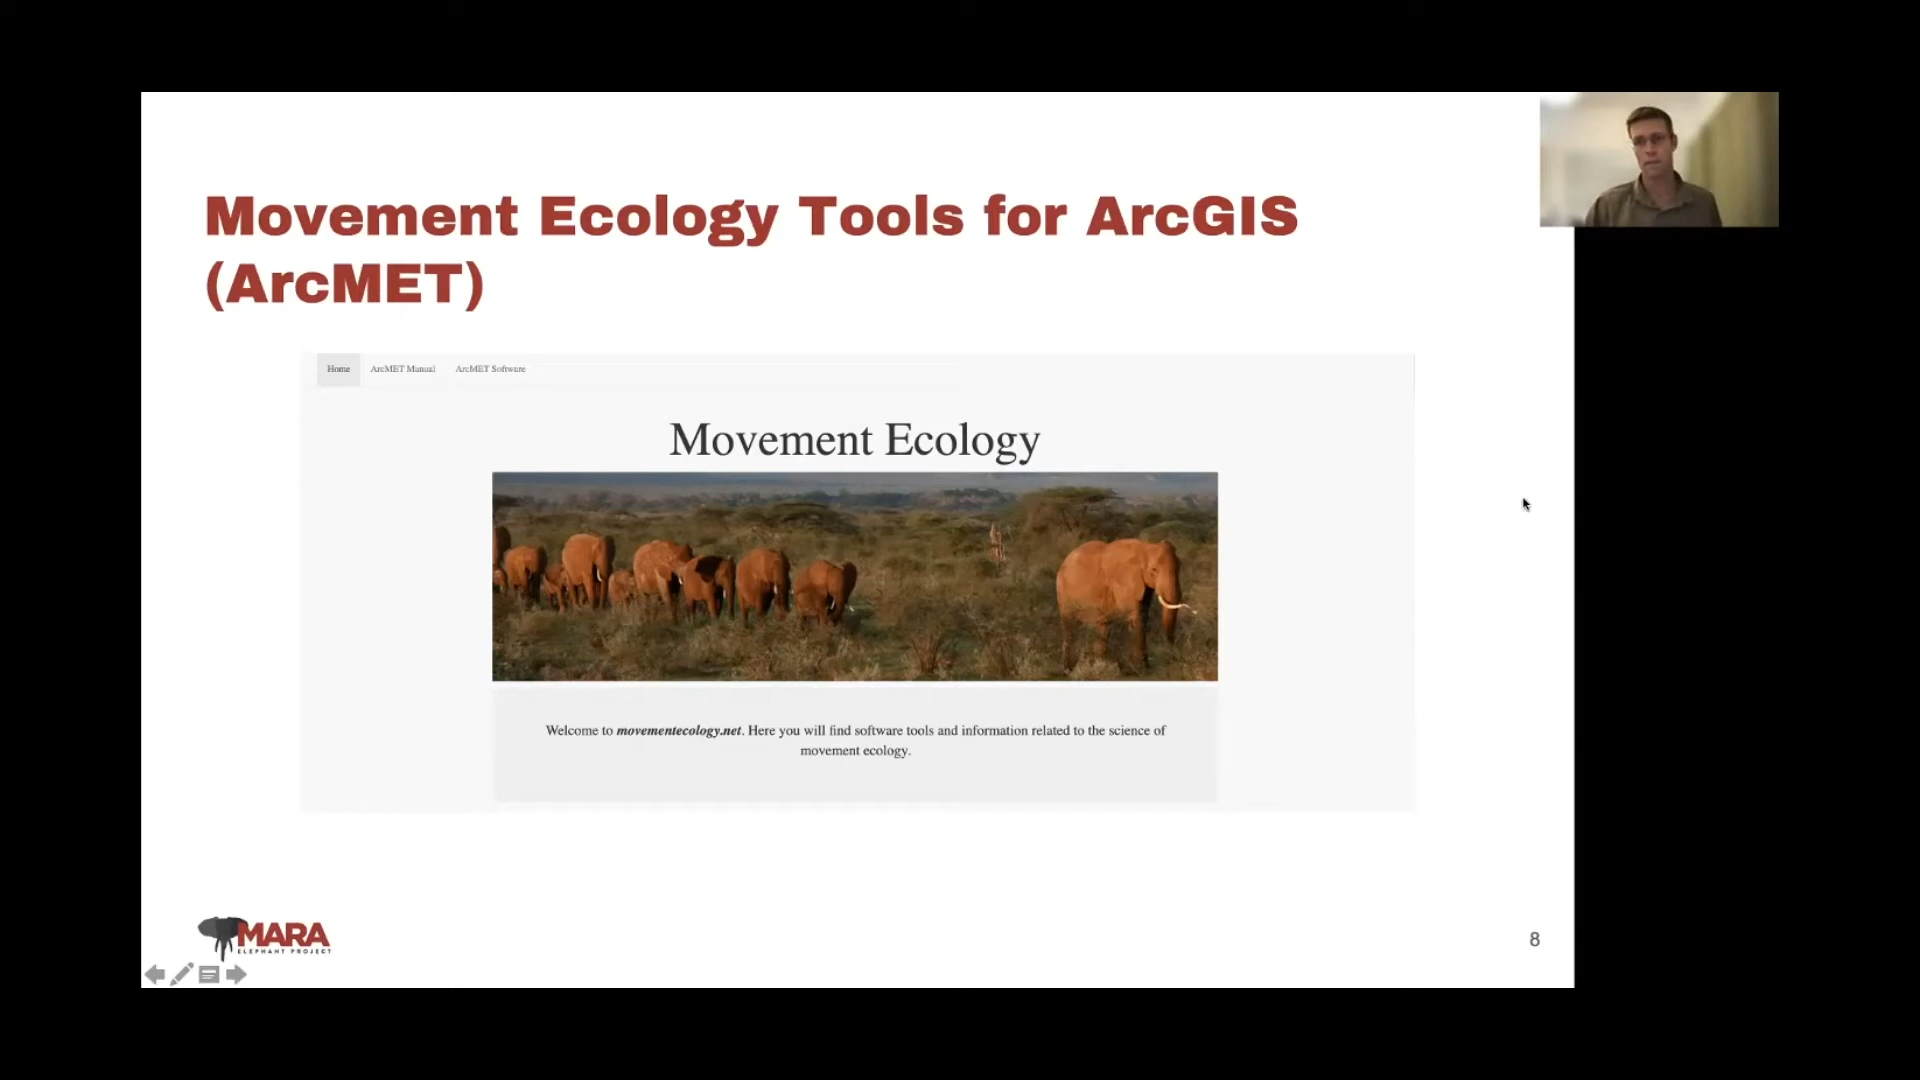 Movement Ecology Tools for ArcGIS
(ArcMET)
Home ArcMET Manual ArcMET Software
Movement Ecology
Welcome to movementecology.net. Here you will find software tools and information related to the science of
movement ecology.
MARA
ELEPHANT PROJECT
8